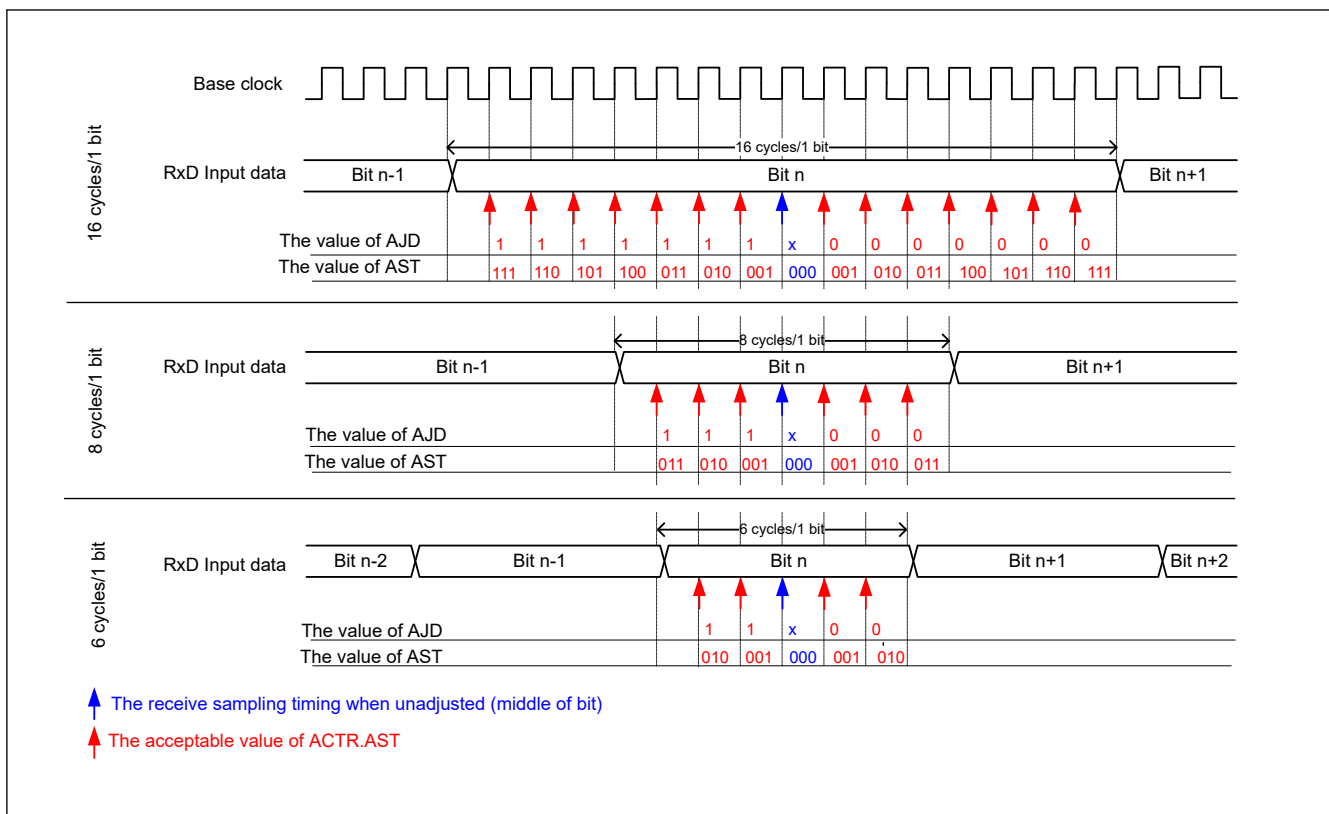 Base clock
16 cycles/1 bit
16 cycles/1 bit
RxD Input data Bit n-1 Bit n Bit n+1
The value of AJD 1 1 1 1 1 1 1 x 0 0 0 0 0 0 0
The value of AST 111 110 101 100 011 010 001 000 001 010 011 100 101 110 111
8 cycles/1 bit
8 cycles/1 bit
RxD Input data Bit n-1 Bit n Bit n+1
The value of AJD 1 1 1 x 0 0 0
The value of AST 011 010 001 000 001 010 011
6 cycles/1 bit
6 cycles/1 bit
RxD Input data Bit n-2 Bit n-1 Bit n Bit n+1 Bit n+2
The value of AJD 1 1 x 0 0
The value of AST 010 001 000 001 010
The receive sampling timing when unadjusted (middle of bit)
The acceptable value of ACTR.AST